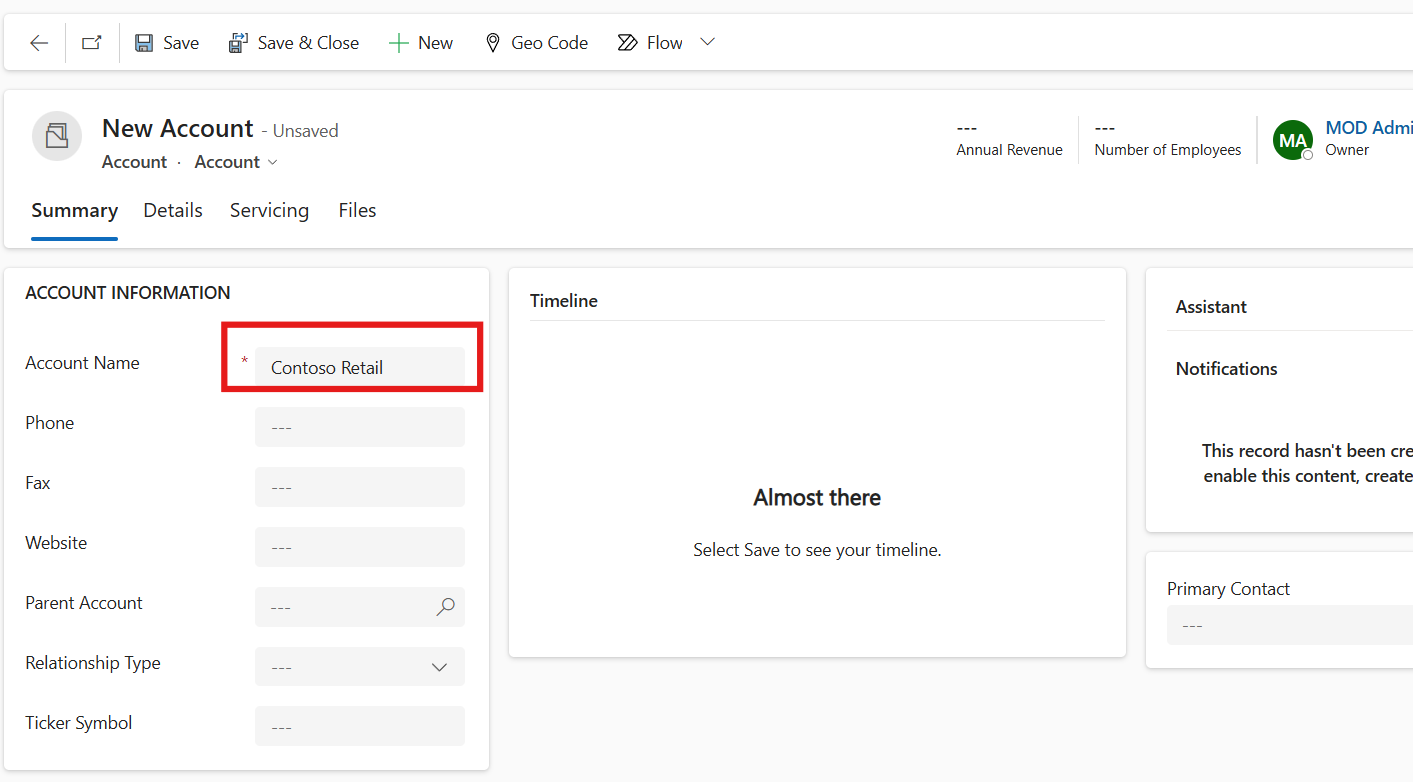 Save
Save & Close
New
Geo Code
Flow
New Account - Unsaved
Account · Account
---
Annual Revenue
---
Number of Employees
MA
MOD Admi
Owner
Summary
Details
Servicing
Files
ACCOUNT INFORMATION
Account Name
* Contoso Retail
Phone
---
Fax
---
Website
---
Parent Account
---
Relationship Type
---
Ticker Symbol
---
Timeline
Almost there
Select Save to see your timeline.
Assistant
Notifications
This record hasn't been cre
enable this content, create
Primary Contact
---